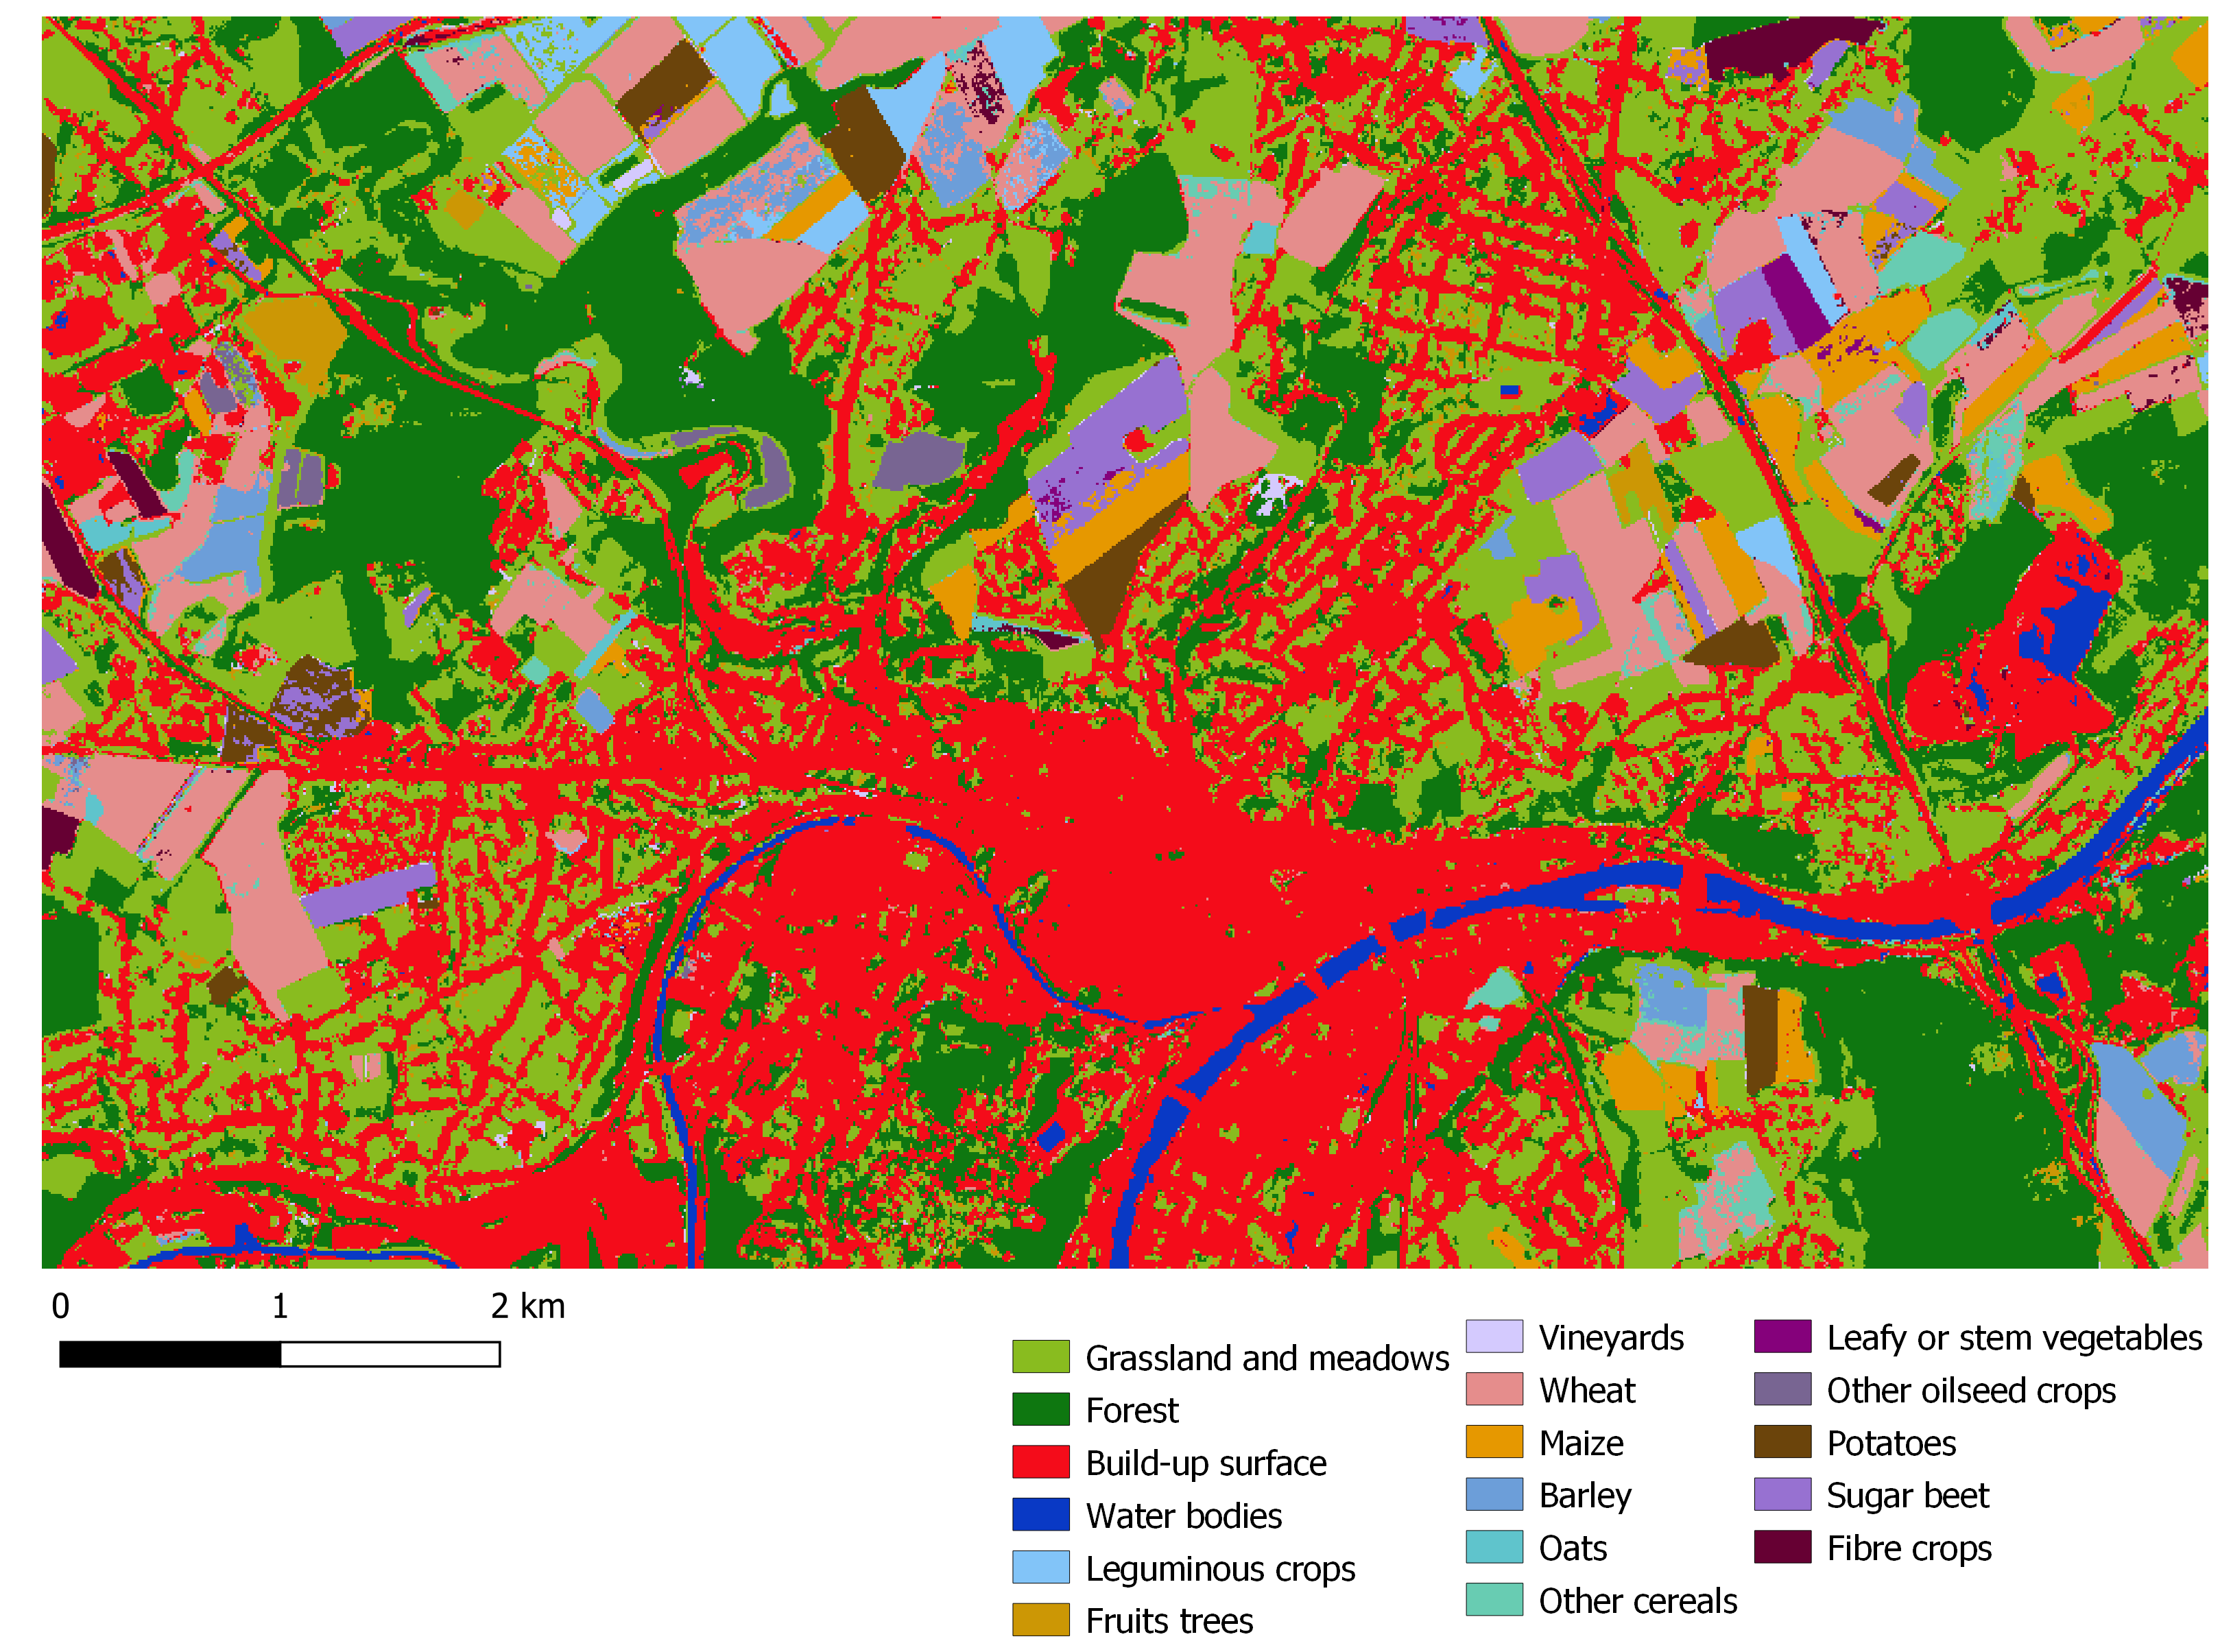 0 1 2 km
Grassland and meadows
Forest
Build-up surface
Water bodies
Leguminous crops
Fruits trees
Vineyards
Wheat
Maize
Barley
Oats
Other cereals
Leafy or stem vegetables
Other oilseed crops
Potatoes
Sugar beet
Fibre crops